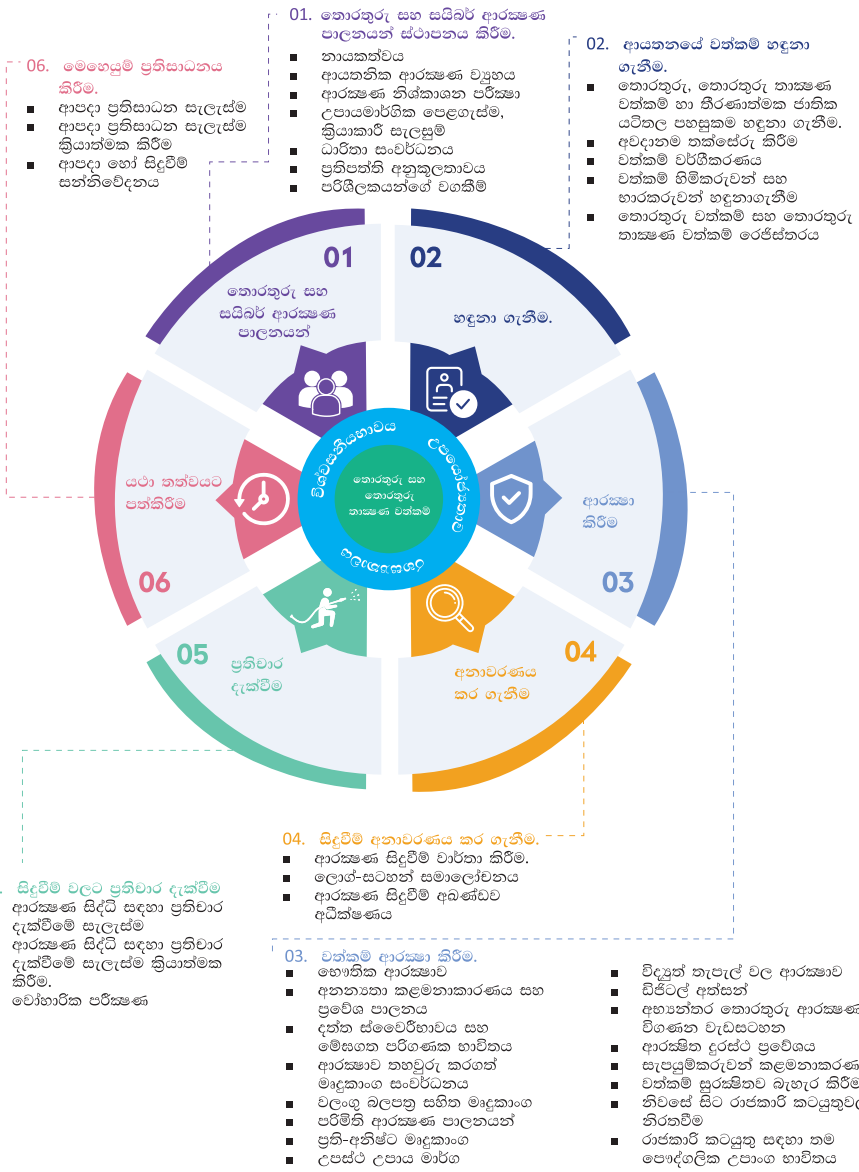 01. තොරතුරු සහ සයිබර් ආරක්ෂණ
පාලනයන් ස්ථාපනය කිරීම.
■ නායකත්වය
■ ආයතනික ආරක්ෂණ ව්‍යුහය
■ ආරක්ෂණ නිශ්කාශන පරීක්ෂා
■ උපායමාර්ගික පෙළගැස්ම,
ක්‍රියාකාරී සැලසුම්
■ ධාරිතා සංවර්ධනය
■ ප්‍රතිපත්ති අනුකූලතාවය
■ පරිශීලකයන්ගේ වගකීම්
02. ආයතනයේ වත්කම් හඳුනා
ගැනීම.
■ තොරතුරු, තොරතුරු තාක්ෂණ
වත්කම් හා තීරණාත්මක ජාතික
යටිතල පහසුකම හඳුනා ගැනීම.
■ අවදානම තක්සේරු කිරීම
■ වත්කම් වර්ගීකරණය
■ වත්කම් හිමිකරුවන් සහ
භාරකරුවන් හඳුනාගැනීම
■ තොරතුරු වත්කම් සහ තොරතුරු
තාක්ෂණ වත්කම් රෙජිස්තරය
06. මෙහෙයුම් ප්‍රතිසාධනය
කිරීම.
■ ආපදා ප්‍රතිසාධන සැලැස්ම
■ ආපදා ප්‍රතිසාධන සැලැස්ම
ක්‍රියාත්මක කිරීම
■ ආපදා හෝ සිදුවීම්
සන්නිවේදනය
01
තොරතුරු සහ
සයිබර් ආරක්ෂණ
පාලනයන්
02
හඳුනා ගැනීම.
ආරක්ෂා
කිරීම
03
04
අනාවරණය
කර ගැනීම
05
ප්‍රතිචාර
දැක්වීම
යථා තත්වයට
පත්කිරීම
06
විශ්වසනීයභාවය
උපයෝජ්‍යතාව
රහස්‍යභාවය
තොරතුරු සහ
තොරතුරු
තාක්ෂණ වත්කම්
04. සිදුවීම් අනාවරණය කර ගැනීම.
■ ආරක්ෂණ සිදුවීම් වාර්තා කිරීම.
■ ලොග්-සටහන් සමාලෝචනය
■ ආරක්ෂණ සිදුවීම් අඛණ්ඩව
අධීක්ෂණය
. සිදුවීම් වලට ප්‍රතිචාර දැක්වීම
ආරක්ෂණ සිද්ධි සඳහා ප්‍රතිචාර
දැක්වීමේ සැලැස්ම
ආරක්ෂණ සිද්ධි සඳහා ප්‍රතිචාර
දැක්වීමේ සැලැස්ම ක්‍රියාත්මක
කිරීම.
වෝහාරික පරීක්ෂණ
03. වත්කම් ආරක්ෂා කිරීම.
■ භෞතික ආරක්ෂාව
■ අනන්‍යතා කළමනාකාරණය සහ
ප්‍රවේශ පාලනය
■ දත්ත ස්වෛරීභාවය සහ
මේඝගත පරිගණක භාවිතය
■ ආරක්ෂාව තහවුරු කරගත්
මෘදුකාංග සංවර්ධනය
■ වලංගු බලපත්‍ර සහිත මෘදුකාංග
■ පරිමිති ආරක්ෂණ පාලනයන්
■ ප්‍රති-අනිෂ්ට මෘදුකාංග
■ උපස්ථ උපාය මාර්ග
■ විද්‍යුත් තැපැල් වල ආරක්ෂාව
■ ඩිජිටල් අත්සන්
■ අභ්‍යන්තර තොරතුරු ආරක්ෂණ
විගණන වැඩසටහන
■ ආරක්ෂිත දුරස්ථ ප්‍රවේශය
■ සැපයුම්කරුවන් කළමනාකරණ
■ වත්කම් සුරක්ෂිතව බැහැර කිරීම
■ නිවසේ සිට රාජකාරි කටයුතුවල
නිරතවීම
■ රාජකාරි කටයුතු සඳහා තම
පෞද්ගලික උපාංග භාවිතය